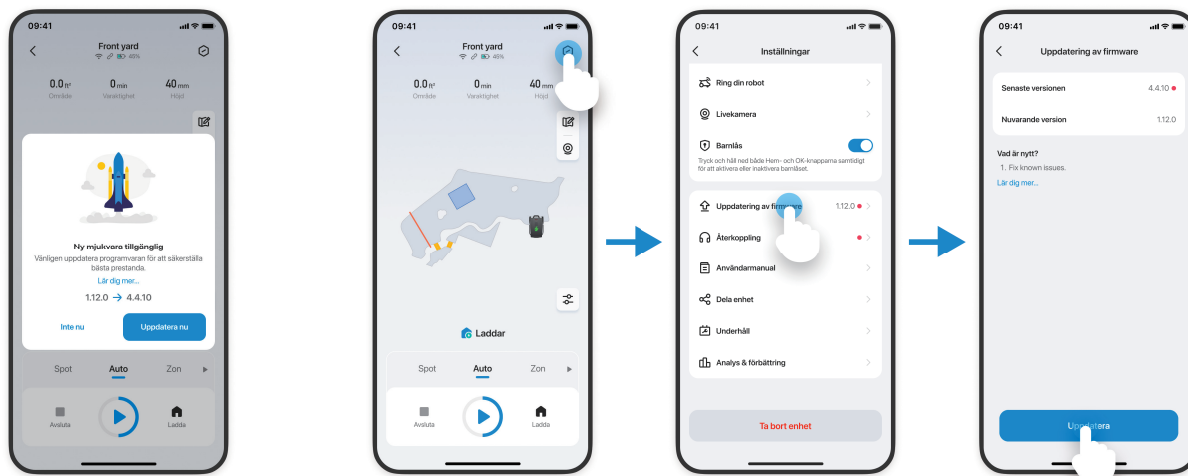 09:41
Front yard
45%
0.0 ft²
0 min
40 mm
Område
Varaktighet
Höjd
Ny mjukvara tillgänglig
Vänligen uppdatera programvaran för att säkerställa
bästa prestanda.
Lär dig mer...
1.12.0 → 4.4.10
Inte nu
Uppdatera nu
Spot
Auto
Zon
Avsluta
Ladda
09:41
Front yard
45%
0.0 ft²
0 min
40 mm
Område
Varaktighet
Höjd
Laddar
Spot
Auto
Zon
Avsluta
Ladda
09:41
Inställningar
Ring din robot
Livekamera
Barnlås
Tryck och håll ned både Hem- och OK-knapparna samtidigt
för att aktivera eller inaktivera barnlåset.
Uppdatering av firmware
1.12.0
Återkoppling
Användarmanual
Dela enhet
Underhåll
Analys & förbättring
Ta bort enhet
09:41
Uppdatering av firmware
Senaste versionen
4.4.10
Nuvarande version
1.12.0
Vad är nytt?
1. Fix known issues.
Lär dig mer...
Uppdatera